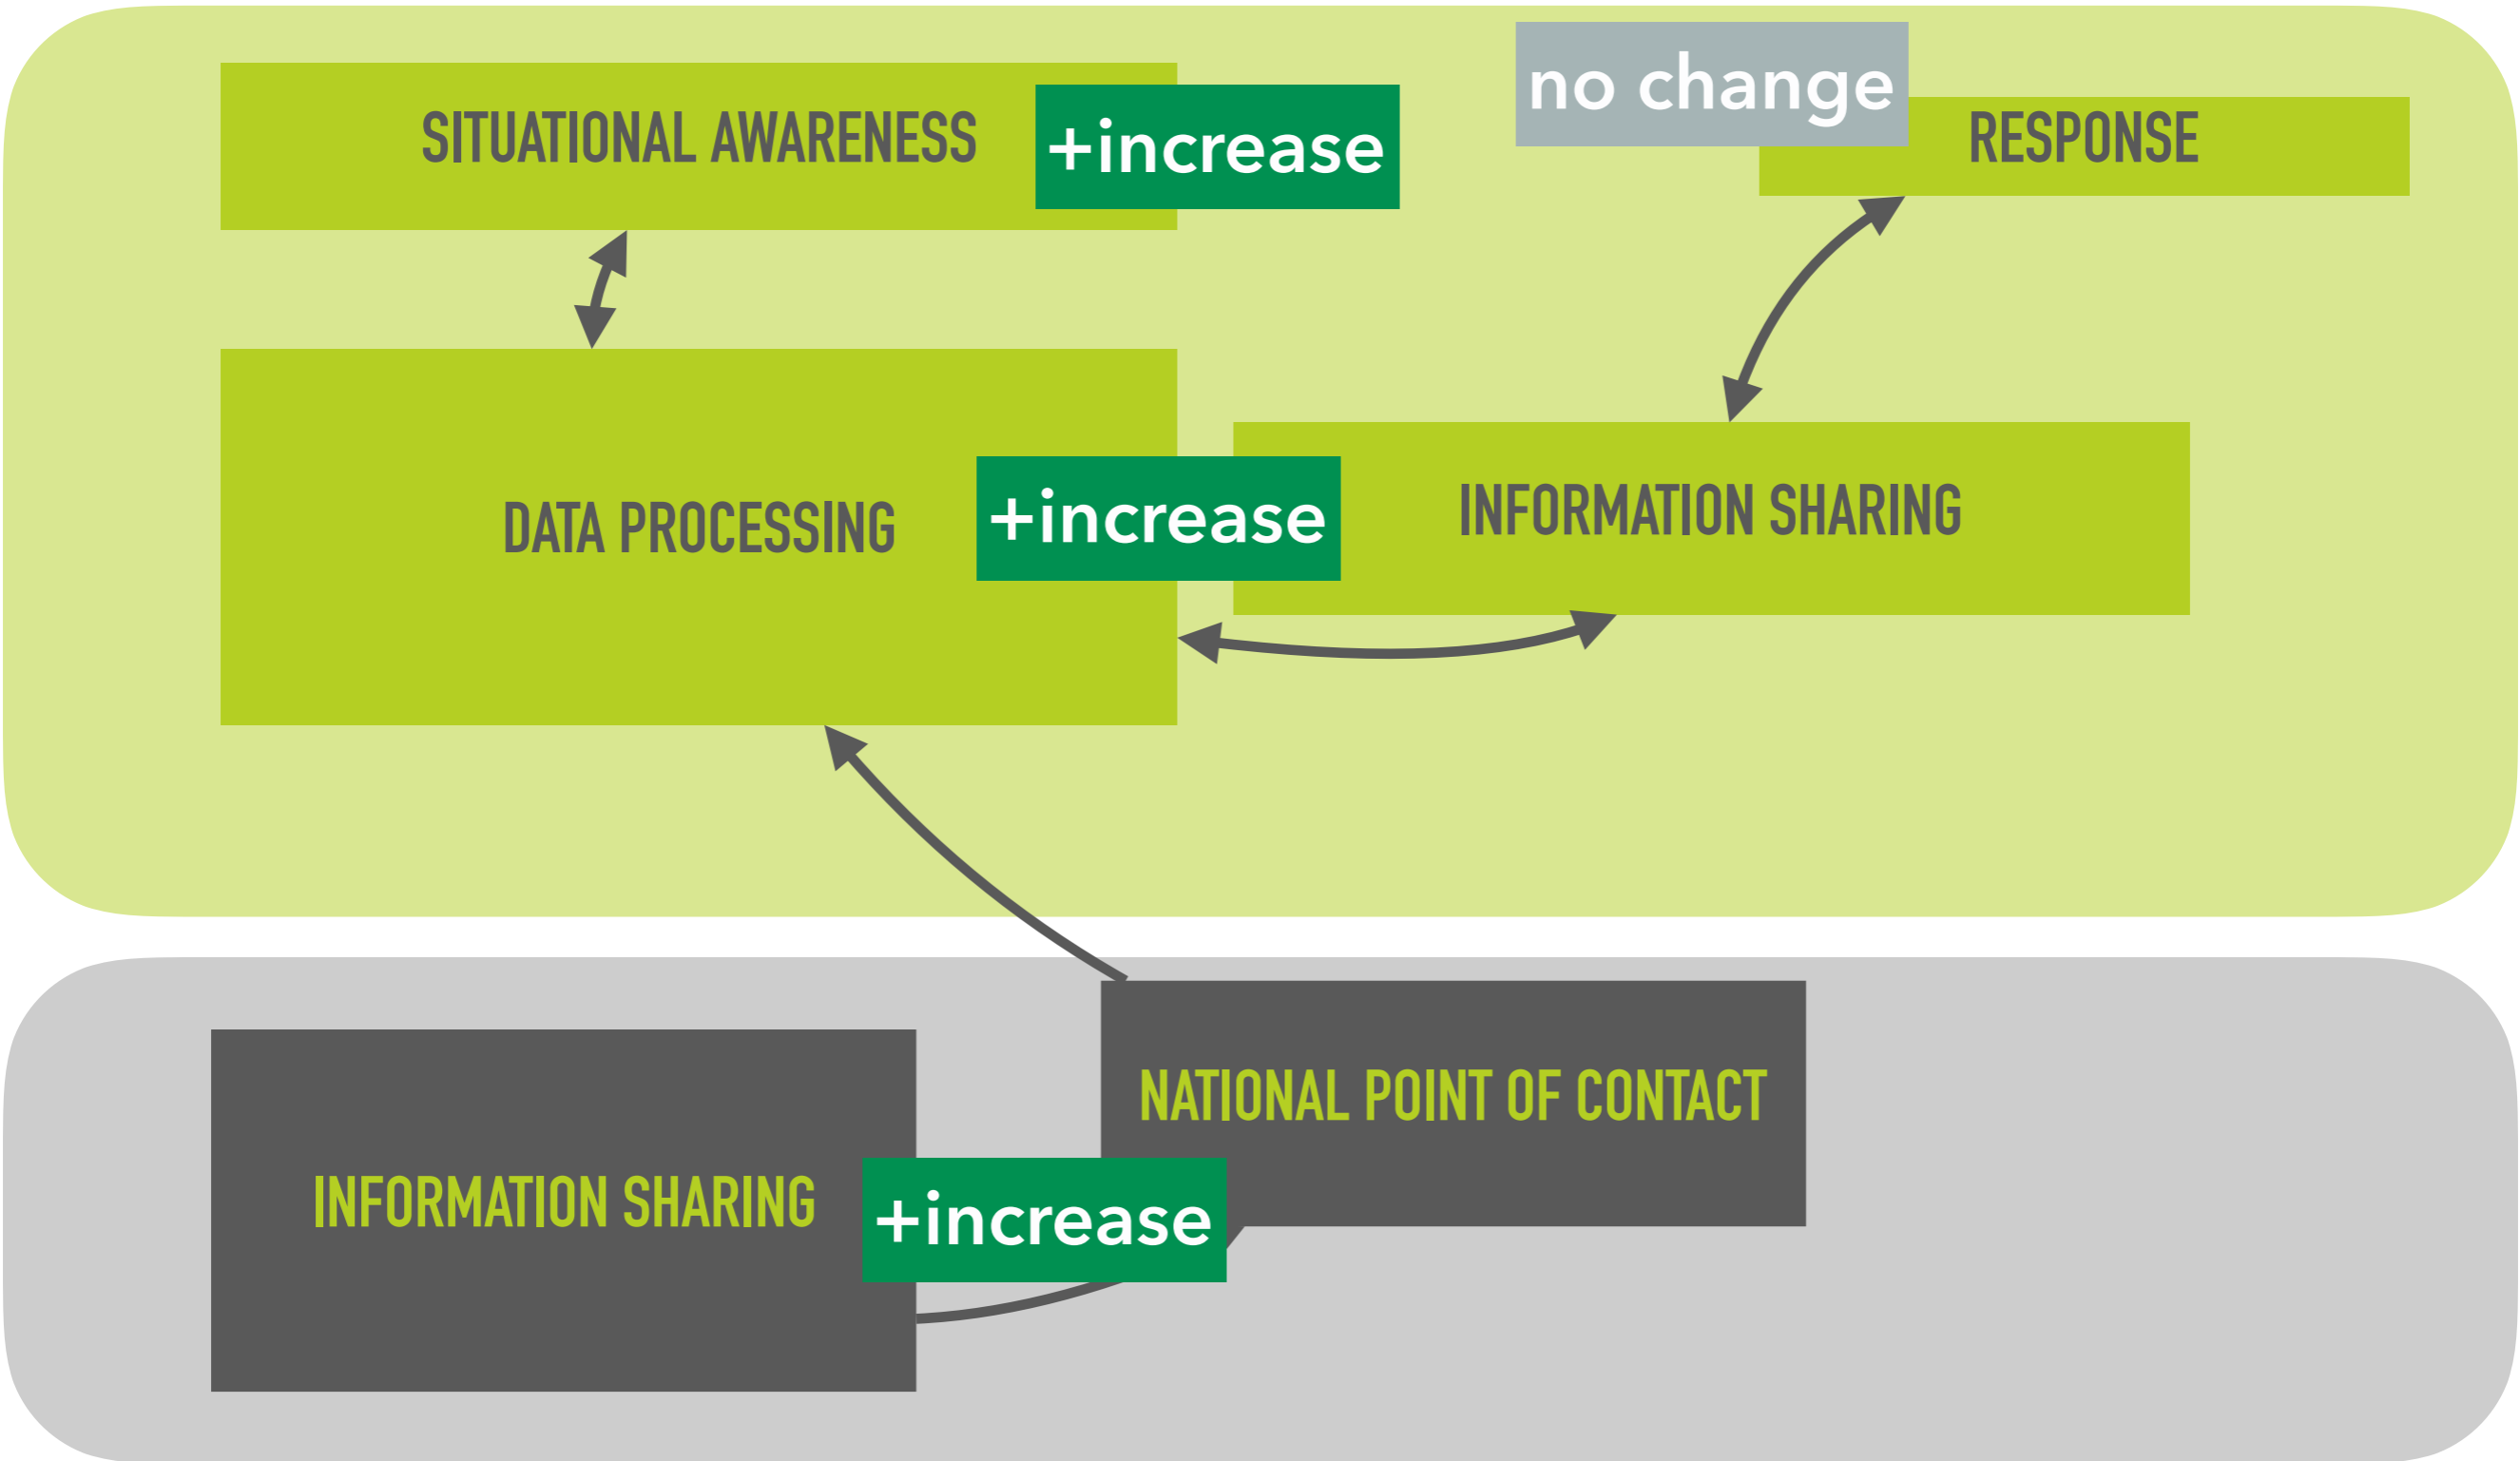 no change
SITUATIONAL AWARENESS
+increase
RESPONSE
DATA PROCESSING
+increase
INFORMATION SHARING
NATIONAL POINT OF CONTACT
INFORMATION SHARING
+increase